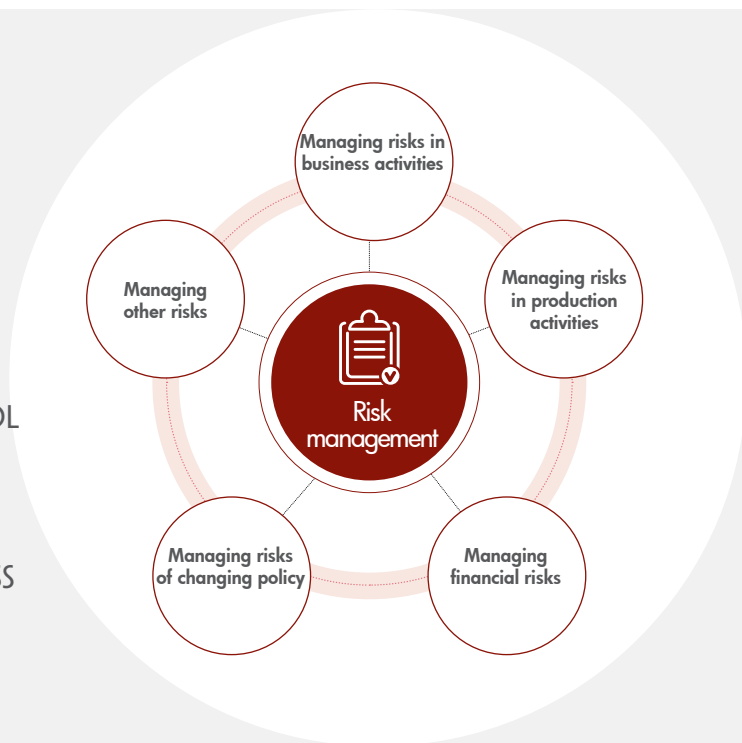 Managing risks in
business activities
Managing risks
in production
activities
Managing
other risks
Risk
management
Managing risks
of changing policy
Managing
financial risks